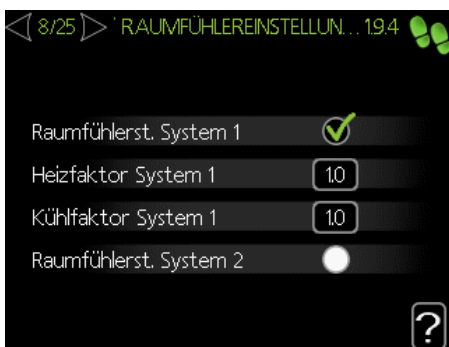 8/25 RAUMFÜHLEREINSTELLUN... 1.9.4
Raumfühlerst. System 1
Heizfaktor System 1 1.0
Kühlfaktor System 1 1.0
Raumfühlerst. System 2
?